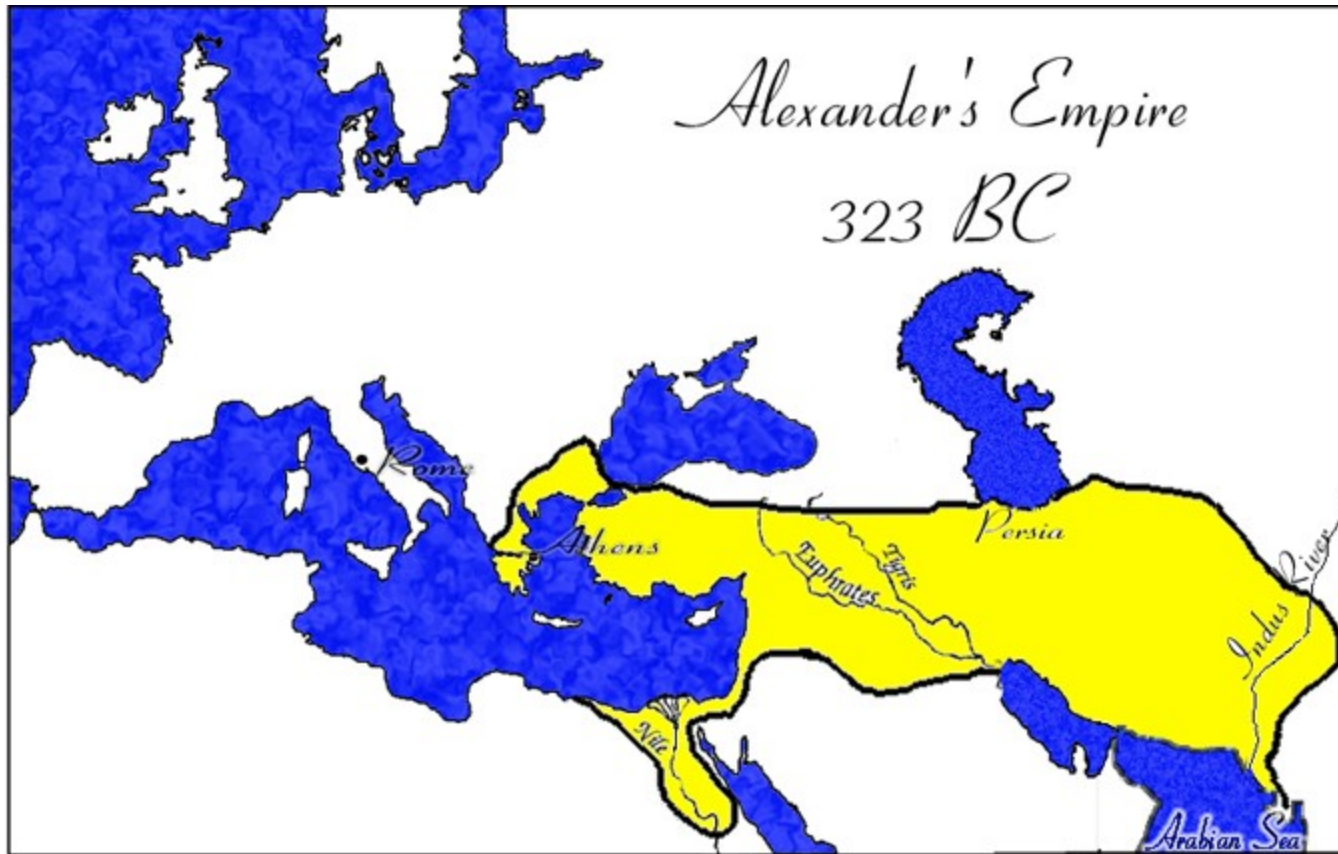 Alexander's Empire
323 BC
Rome
Athens
Persia
Euphrates
Tigris
Indus River
Nile
Arabian Sea